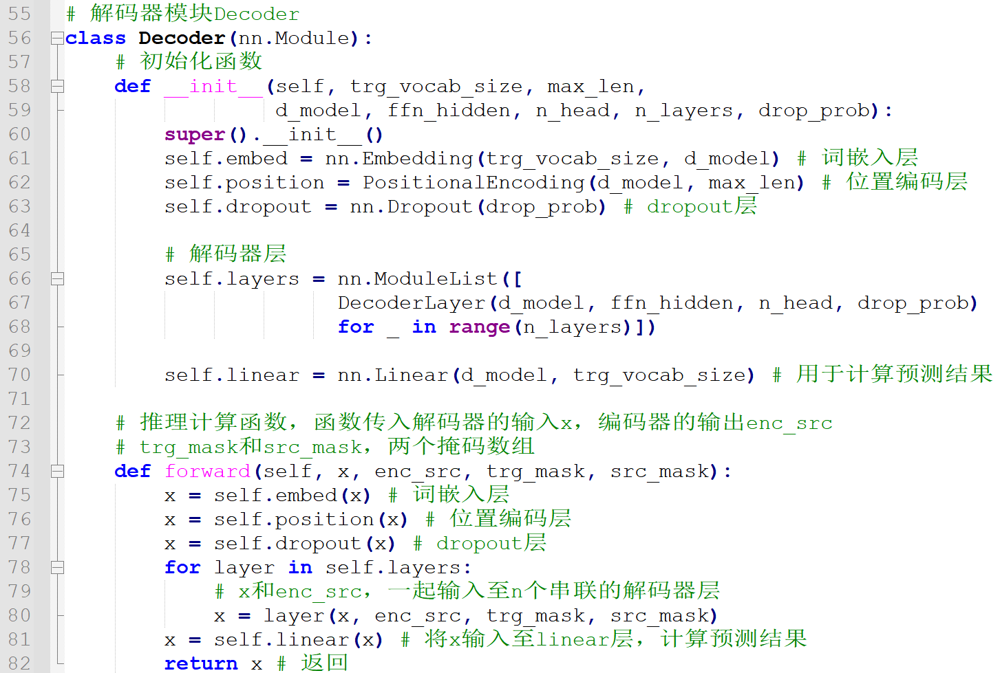 55 # 解码器模块Decoder
56 class Decoder(nn.Module):
57     # 初始化函数
58     def __init__(self, trg_vocab_size, max_len,
59                  d_model, ffn_hidden, n_head, n_layers, drop_prob):
60         super().__init__()
61         self.embed = nn.Embedding(trg_vocab_size, d_model) # 词嵌入层
62         self.position = PositionalEncoding(d_model, max_len) # 位置编码层
63         self.dropout = nn.Dropout(drop_prob) # dropout层
64
65         # 解码器层
66         self.layers = nn.ModuleList([
67                       DecoderLayer(d_model, ffn_hidden, n_head, drop_prob)
68                       for _ in range(n_layers)])
69
70         self.linear = nn.Linear(d_model, trg_vocab_size) # 用于计算预测结果
71
72     # 推理计算函数，函数传入解码器的输入x，编码器的输出enc_src
73     # trg_mask和src_mask，两个掩码数组
74     def forward(self, x, enc_src, trg_mask, src_mask):
75         x = self.embed(x) # 词嵌入层
76         x = self.position(x) # 位置编码层
77         x = self.dropout(x) # dropout层
78         for layer in self.layers:
79             # x和enc_src，一起输入至n个串联的解码器层
80             x = layer(x, enc_src, trg_mask, src_mask)
81         x = self.linear(x) # 将x输入至linear层，计算预测结果
82         return x # 返回